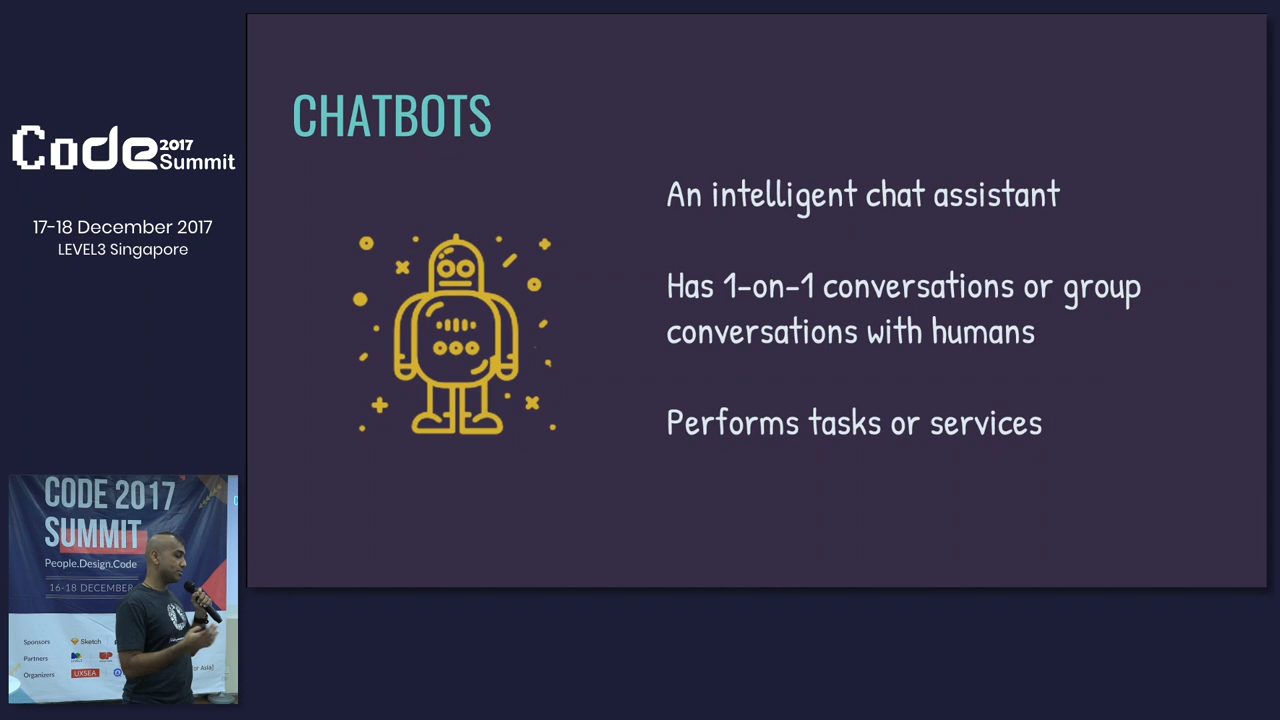 Code 2017 Summit
17-18 December 2017
LEVEL3 Singapore
CHATBOTS
An intelligent chat assistant
Has 1-on-1 conversations or group
conversations with humans
Performs tasks or services
CODE 2017
SUMMIT
People.Design.Code
16-18 DECEMBER
Sponsors
Sketch
Partners
Organizers
UXSEA
or Asia]